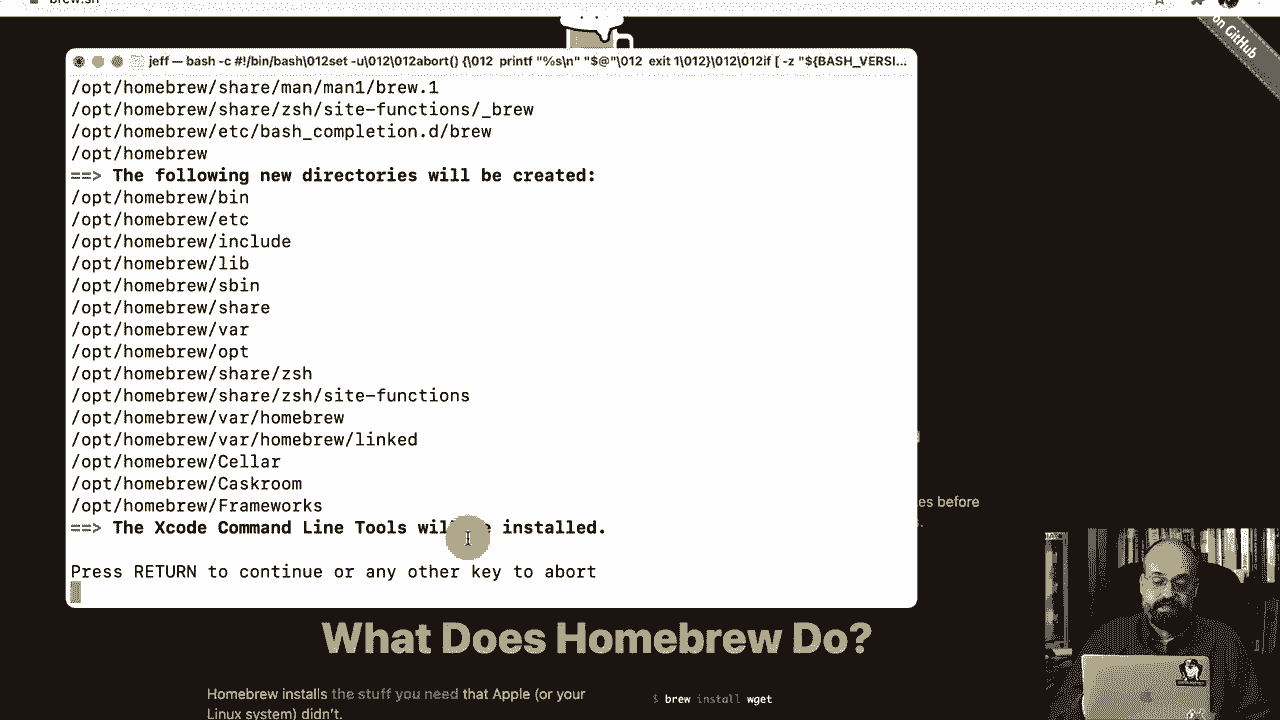 brew.sh
on GitHub
jeff — bash -c #!/bin/bash\012set -u\012\012abort() {\012  printf "%s\n" "$@"\012  exit 1\012}\012\012if [ -z "${BASH_VERSI...
/opt/homebrew/share/man/man1/brew.1
/opt/homebrew/share/zsh/site-functions/_brew
/opt/homebrew/etc/bash_completion.d/brew
/opt/homebrew
==> The following new directories will be created:
/opt/homebrew/bin
/opt/homebrew/etc
/opt/homebrew/include
/opt/homebrew/lib
/opt/homebrew/sbin
/opt/homebrew/share
/opt/homebrew/var
/opt/homebrew/opt
/opt/homebrew/share/zsh
/opt/homebrew/share/zsh/site-functions
/opt/homebrew/var/homebrew
/opt/homebrew/var/homebrew/linked
/opt/homebrew/Cellar
/opt/homebrew/Caskroom
/opt/homebrew/Frameworks
es before
s.
==> The Xcode Command Line Tools will be installed.
Press RETURN to continue or any other key to abort
What Does Homebrew Do?
Homebrew installs the stuff you need that Apple (or your
Linux system) didn't.
$ brew install wget